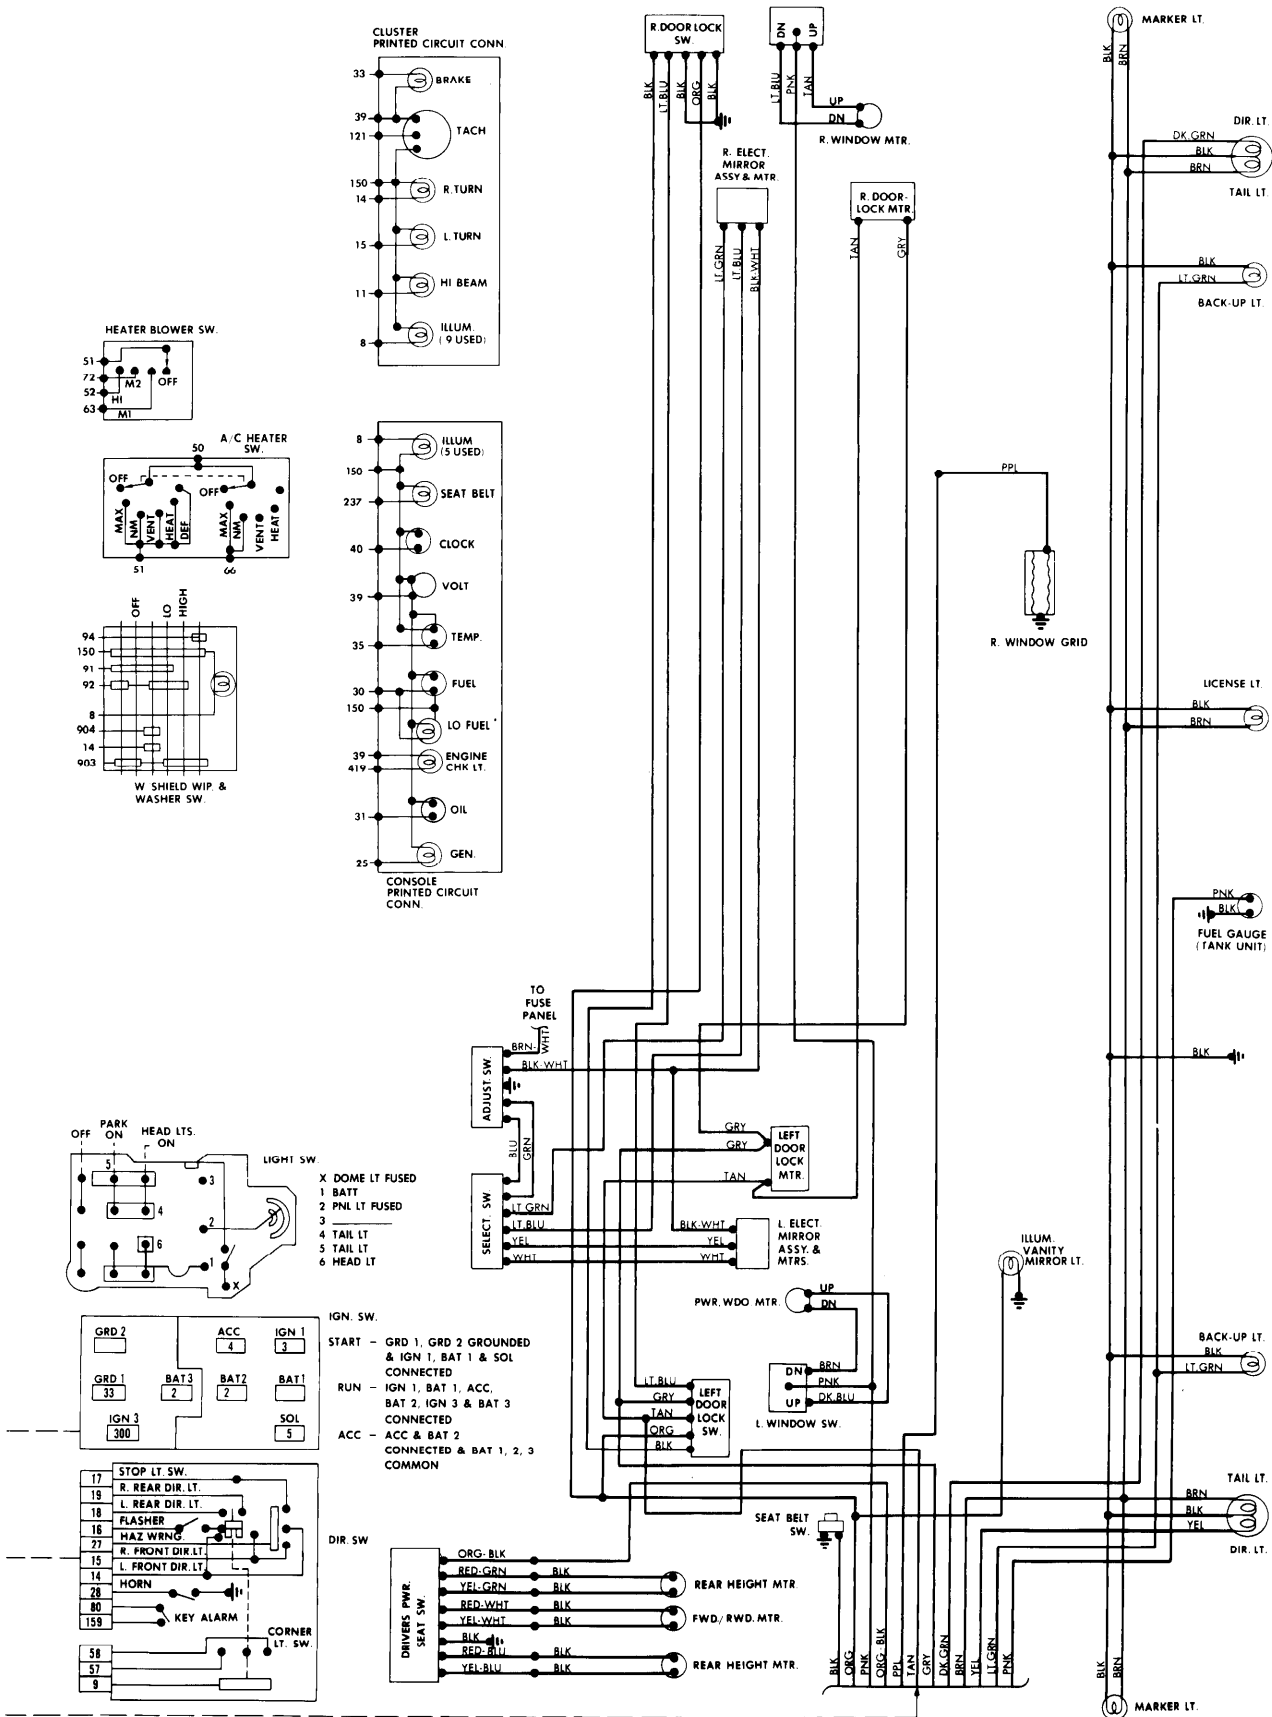 CLUSTER
PRINTED CIRCUIT CONN.
33
BRAKE
39
121
TACH
150
14
R.TURN
15
L.TURN
11
HI BEAM
8
ILLUM.
(9 USED)
R.DOOR LOCK
SW.
BLK
LT.BLU
BLK
ORG
BLK
DN
UP
LT.BLU
PNK
TAN
UP
DN
R.WINDOW MTR.
R. ELECT.
MIRROR
ASSY & MTR.
LT.GRN
LT.BLU
BLK-WHT
R.DOOR-
LOCK MTR.
TAN
GRY
MARKER LT.
BLK
BRN
DIR. LT.
DK.GRN
BLK
BRN
TAIL LT.
BLK
LT.GRN
BACK-UP LT.
HEATER BLOWER SW.
51
72
52
63
HI
M2
M1
OFF
A/C HEATER
SW.
50
OFF
OFF
MAX
NM
VENT
HEAT
DEF
MAX
NM
VENT
HEAT
51
66
OFF
LO
HIGH
94
150
91
92
8
904
14
903
W SHIELD WIP. &
WASHER SW.
8
ILLUM
(5 USED)
150
237
SEAT BELT
40
CLOCK
39
VOLT
35
TEMP.
30
FUEL
150
LO FUEL
39
419
ENGINE
CHK LT.
31
OIL
25
GEN.
CONSOLE
PRINTED CIRCUIT
CONN.
PPL
R. WINDOW GRID
LICENSE LT.
BLK
BRN
PNK
BLK
FUEL GAUGE
(TANK UNIT)
BLK
TO
FUSE
PANEL
BRN-
WHT
BLK-WHT
ADJUST. SW.
BLU
GRN
SELECT. SW
LT GRN
LT.BLU
YEL
WHT
GRY
GRY
TAN
LEFT
DOOR
LOCK
MTR.
BLK-WHT
YEL
WHT
L. ELECT.
MIRROR
ASSY. &
MTRS.
PWR. WDO. MTR.
UP
DN
DN
UP
BRN
PNK
DK.BLU
L. WINDOW SW.
LT.BLU
GRY
TAN
ORG
BLK
LEFT
DOOR
LOCK
SW.
ILLUM.
VANITY
MIRROR LT.
BACK-UP LT.
BLK
LT.GRN
OFF
PARK
ON
HEAD LTS.
ON
LIGHT SW.
5
3
4
2
6
1
X
X DOME LT FUSED
1 BATT
2 PNL LT FUSED
3
4 TAIL LT
5 TAIL LT
6 HEAD LT
IGN. SW.
GRD 2
ACC
4
IGN 1
3
GRD 1
33
BAT 3
2
BAT2
2
BAT1
IGN 3
300
SOL
5
START – GRD 1, GRD 2 GROUNDED
& IGN 1, BAT 1 & SOL
CONNECTED
RUN – IGN 1, BAT 1, ACC,
BAT 2, IGN 3 & BAT 3
CONNECTED
ACC – ACC & BAT 2
CONNECTED & BAT 1, 2, 3
COMMON
17 STOP LT. SW.
19 R. REAR DIR. LT.
18 L. REAR DIR. LT.
16 FLASHER
27 HAZ WRNG.
15 R. FRONT DIR.LT.
14 L. FRONT DIR.LT.
28 HORN
80
159
KEY ALARM
CORNER
LT. SW.
58
57
9
DIR. SW
DRIVERS PWR.
SEAT SW.
ORG-BLK
RED-GRN
YEL-GRN
RED-WHT
YEL-WHT
BLK
RED-BLU
YEL-BLU
BLK
BLK
BLK
BLK
BLK
BLK
REAR HEIGHT MTR.
FWD./RWD. MTR.
REAR HEIGHT MTR.
SEAT BELT
SW.
BLK
ORG
PNK
ORG-BLK
PPL
TAN
GRY
DK.GRN
BRN
YEL
LT.GRN
PNK
TAIL LT.
BRN
BLK
YEL
DIR. LT.
BLK
BRN
MARKER LT.